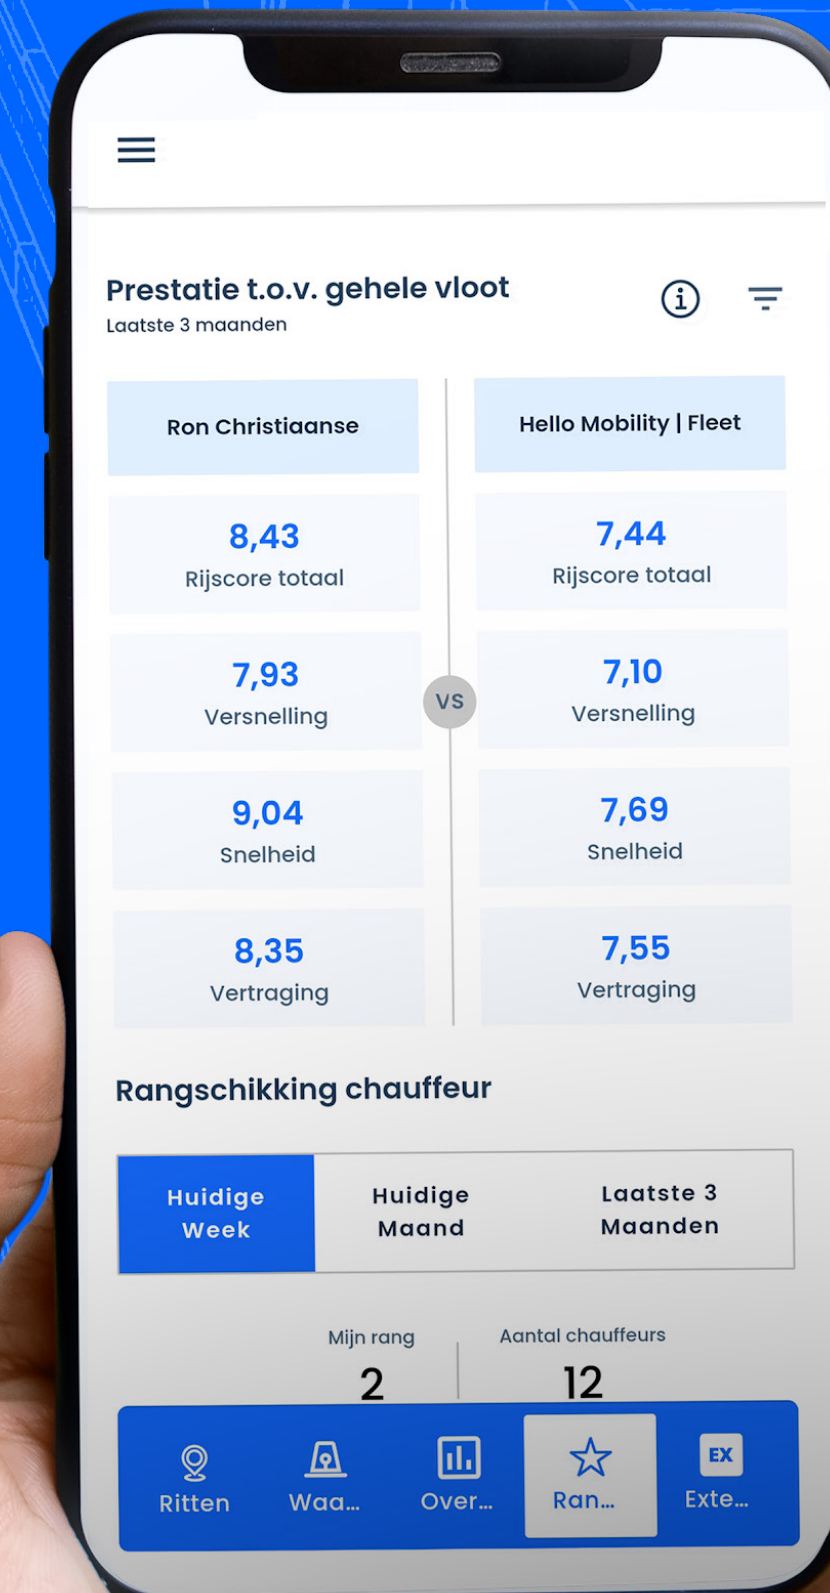 Prestatie t.o.v. gehele vloot
Laatste 3 maanden
Ron Christiaanse
Hello Mobility | Fleet
8,43
Rijscore totaal
7,44
Rijscore totaal
7,93
Versnelling
VS
7,10
Versnelling
9,04
Snelheid
7,69
Snelheid
8,35
Vertraging
7,55
Vertraging
Rangschikking chauffeur
Huidige
Week
Huidige
Maand
Laatste 3
Maanden
Mijn rang
Aantal chauffeurs
2
12
Ritten
Waa...
Over...
Ran...
EX
Exte...